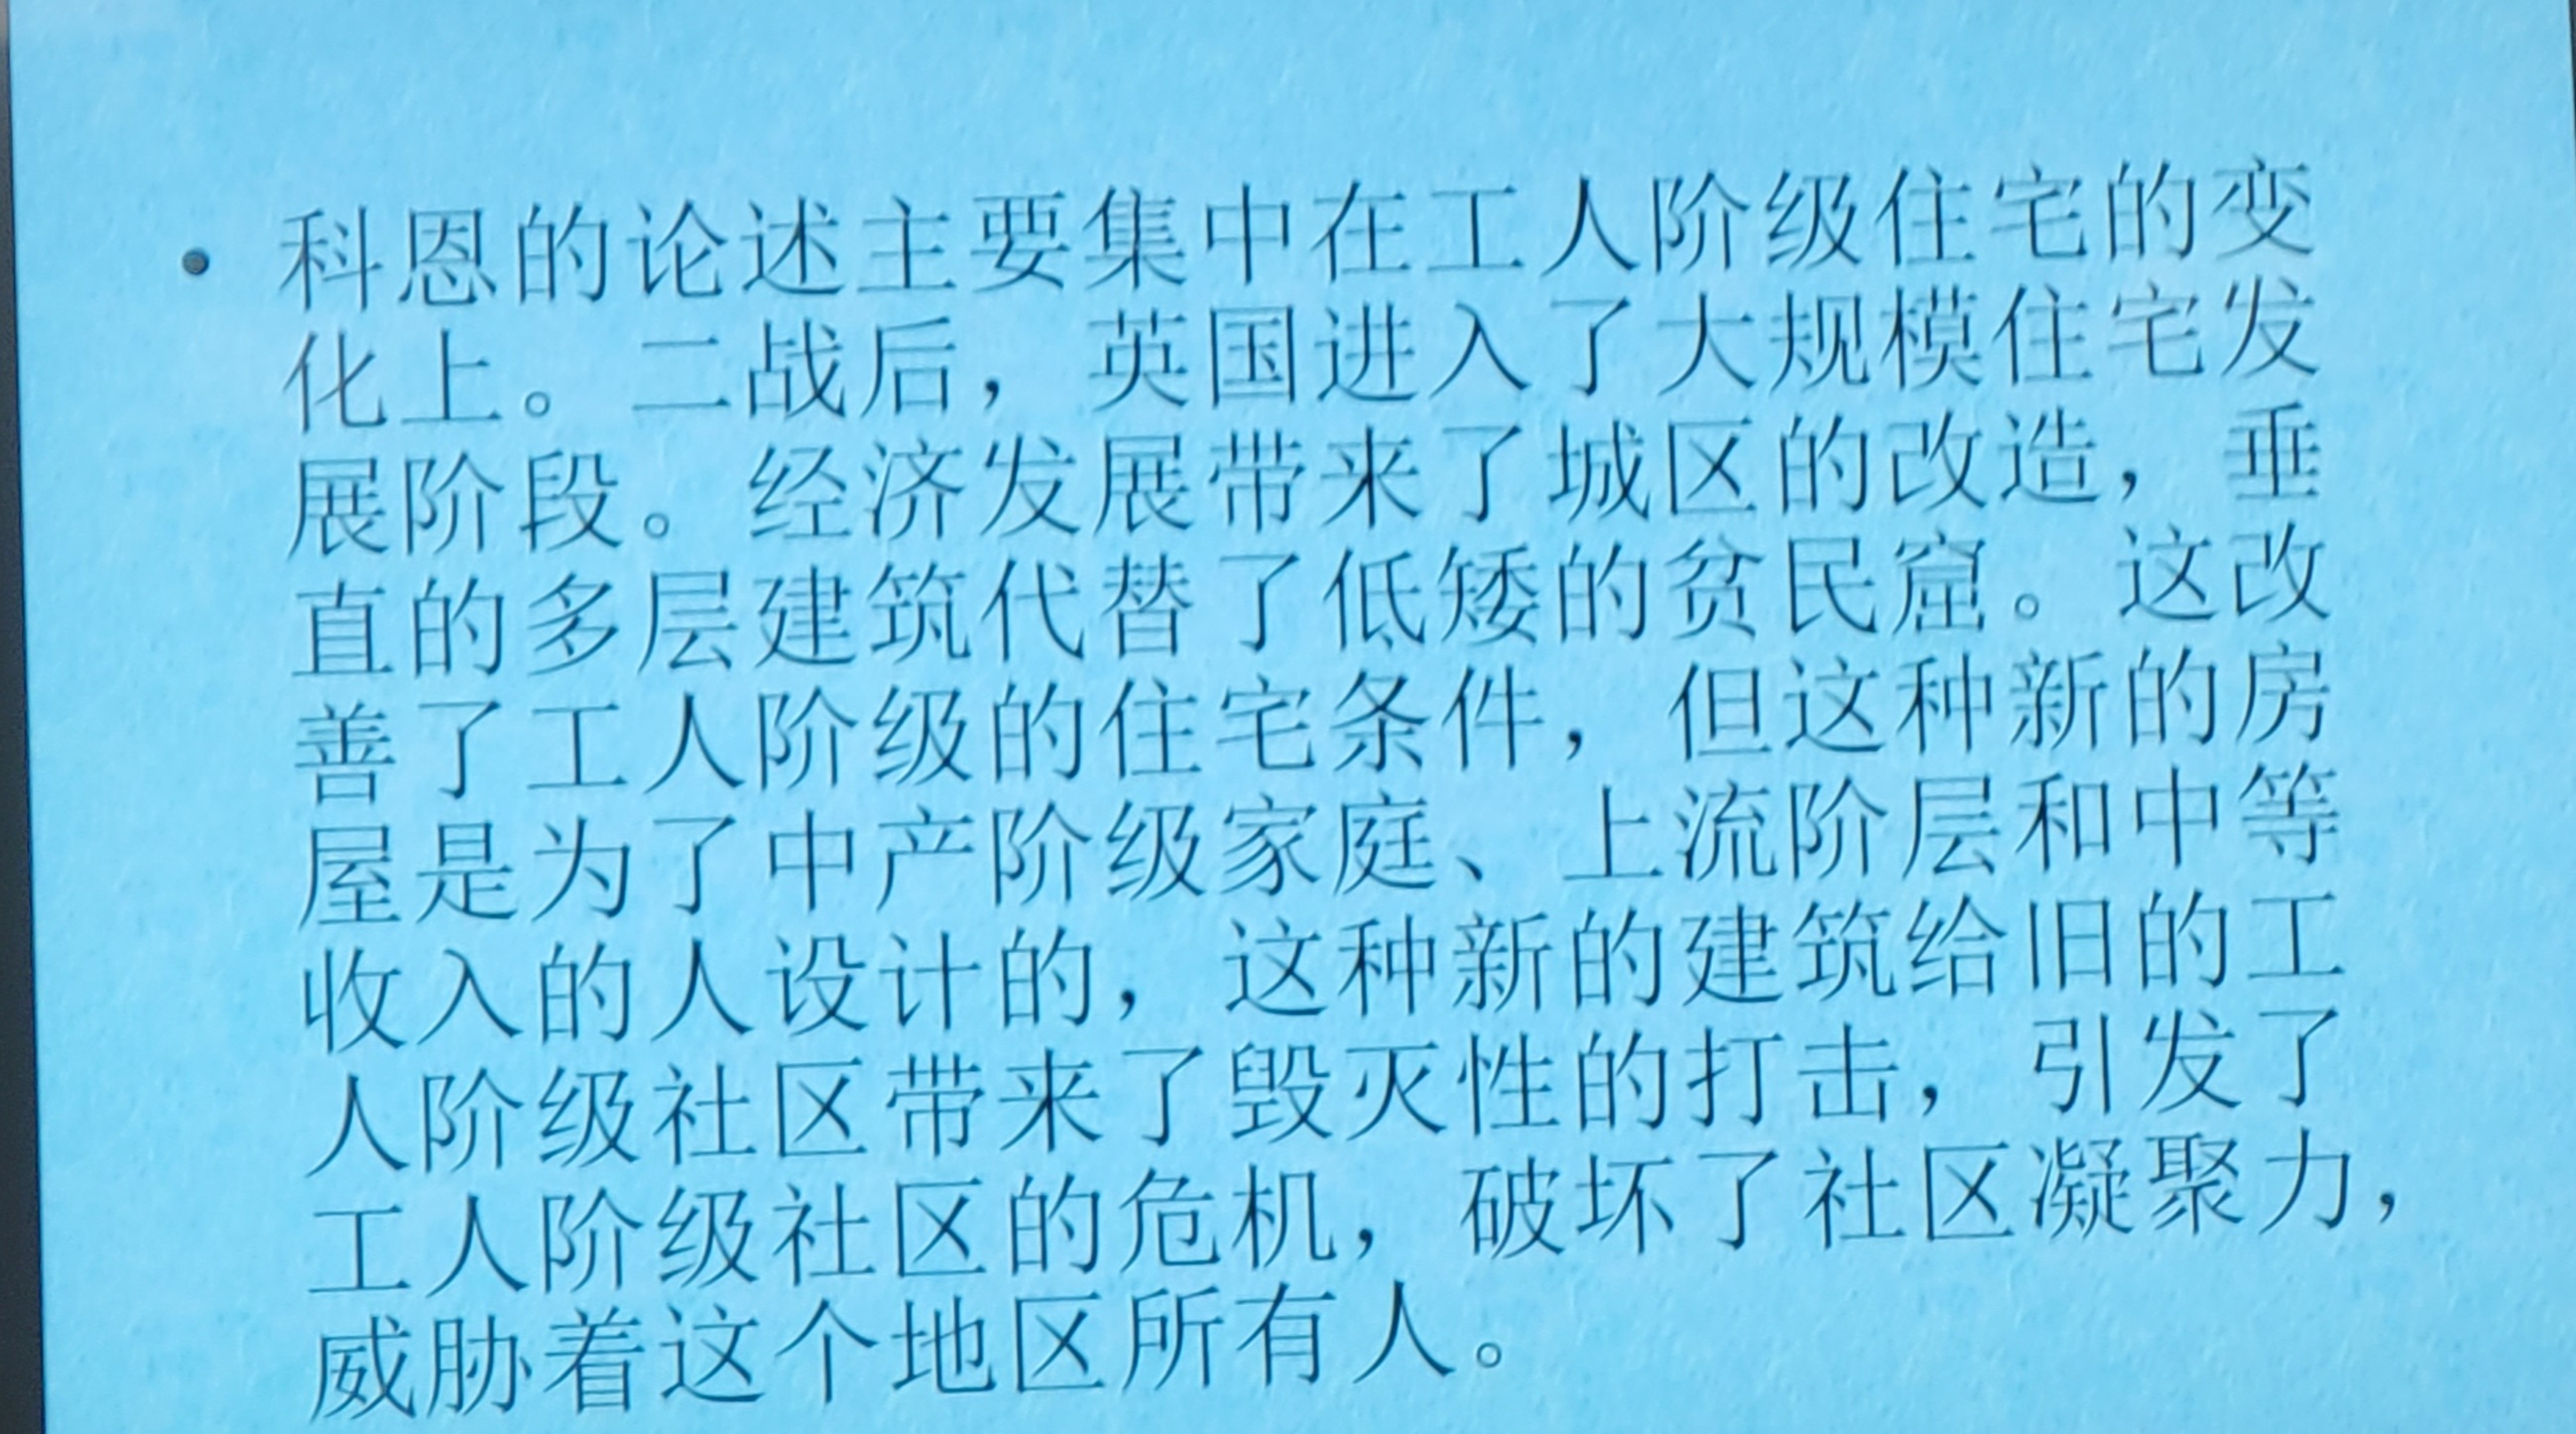 • 科恩的论述主要集中在工人阶级住宅的变
化上。二战后，英国进入了大规模住宅发
展阶段。经济发展带来了城区的改造，垂
直的多层建筑代替了低矮的贫民窟。这改
善了工人阶级的住宅条件，但这种新的房
屋是为了中产阶级家庭、上流阶层和中等
收入的人设计的，这种新的建筑给旧的工
人阶级社区带来了毁灭性的打击，引发了
工人阶级社区的危机，破坏了社区凝聚力，
威胁着这个地区所有人。